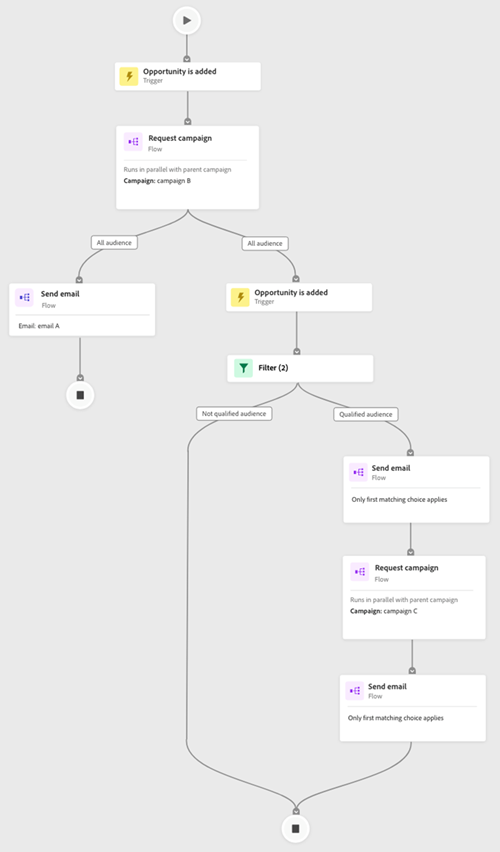 Opportunity is added
Trigger
Request campaign
Flow
Runs in parallel with parent campaign
Campaign: campaign B
All audience
All audience
Send email
Flow
Email: email A
Opportunity is added
Trigger
Filter (2)
Not qualified audience
Qualified audience
Send email
Flow
Only first matching choice applies
Request campaign
Flow
Runs in parallel with parent campaign
Campaign: campaign C
Send email
Flow
Only first matching choice applies